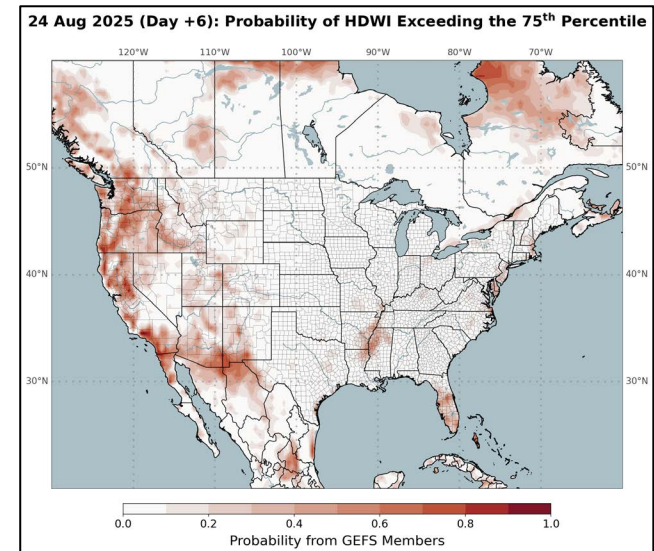 24 Aug 2025 (Day +6): Probability of HDWI Exceeding the 75th Percentile
120°W 110°W 100°W 90°W 80°W 70°W
50°N 50°N
40°N 40°N
30°N 30°N
0.0 0.2 0.4 0.6 0.8 1.0
Probability from GEFS Members